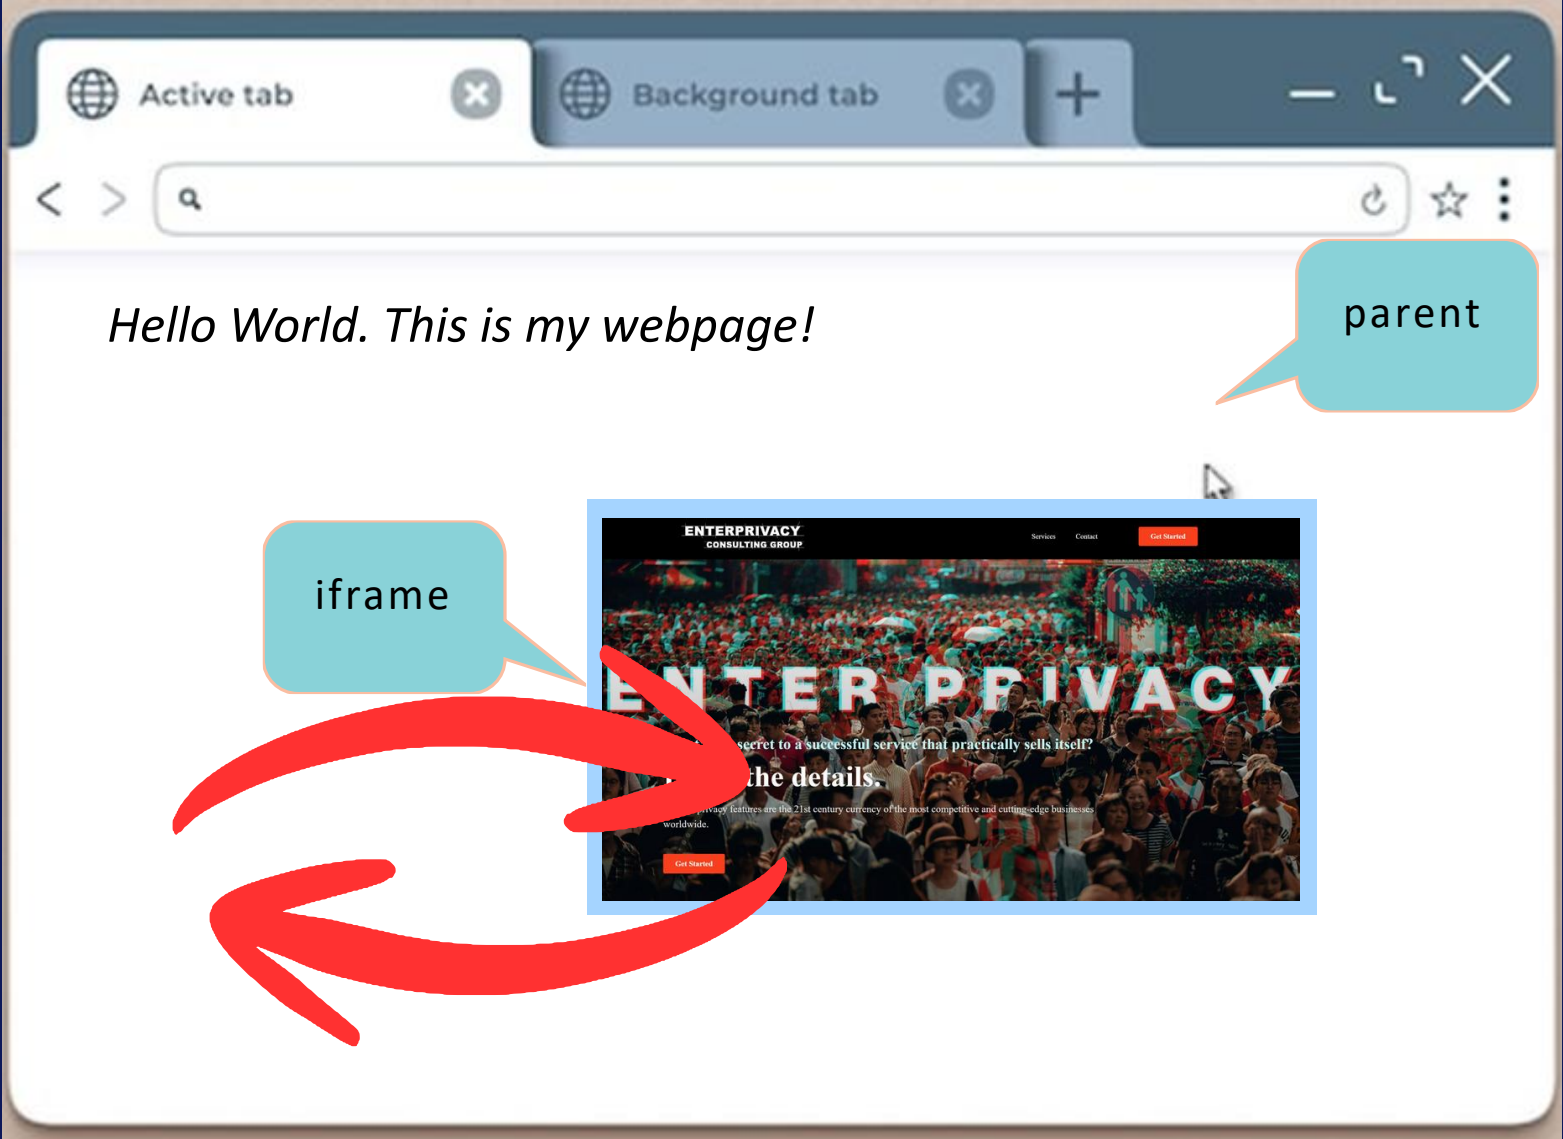 Active tab
Background tab
Hello World. This is my webpage!
parent
iframe
ENTERPRIVACY
CONSULTING GROUP
Services Contact Get Started
ENTER PRIVACY
secret to a successful service that practically sells itself?
the details.
features are the 21st century currency of the most competitive and cutting-edge businesses
worldwide.
Get Started